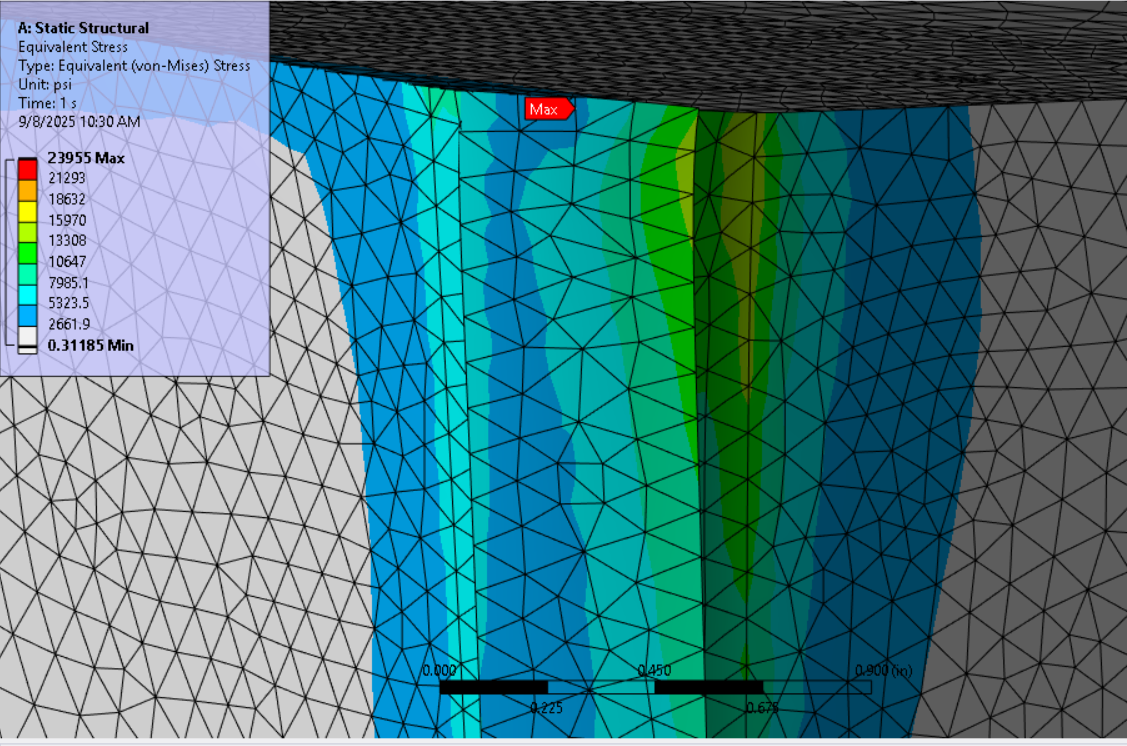 A: Static Structural
Equivalent Stress
Type: Equivalent (von-Mises) Stress
Unit: psi
Time: 1 s
9/8/2025 10:30 AM
23955 Max
21293
18632
15970
13308
10647
7985.1
5323.5
2661.9
0.31185 Min
Max
0.000
0.450
0.900 (in)
0.225
0.675